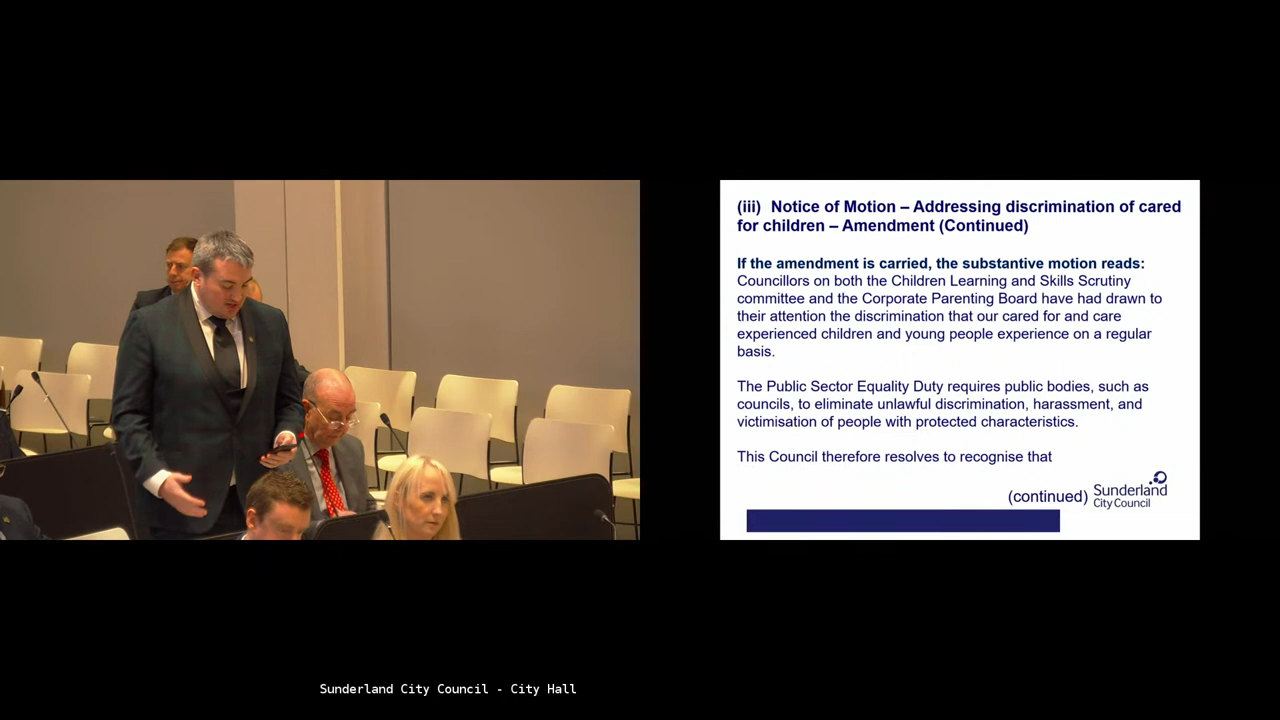 (iii) Notice of Motion – Addressing discrimination of cared
for children – Amendment (Continued)
If the amendment is carried, the substantive motion reads:
Councillors on both the Children Learning and Skills Scrutiny
committee and the Corporate Parenting Board have had drawn to
their attention the discrimination that our cared for and care
experienced children and young people experience on a regular
basis.
The Public Sector Equality Duty requires public bodies, such as
councils, to eliminate unlawful discrimination, harassment, and
victimisation of people with protected characteristics.
This Council therefore resolves to recognise that
(continued)
Sunderland
City Council
Sunderland City Council - City Hall